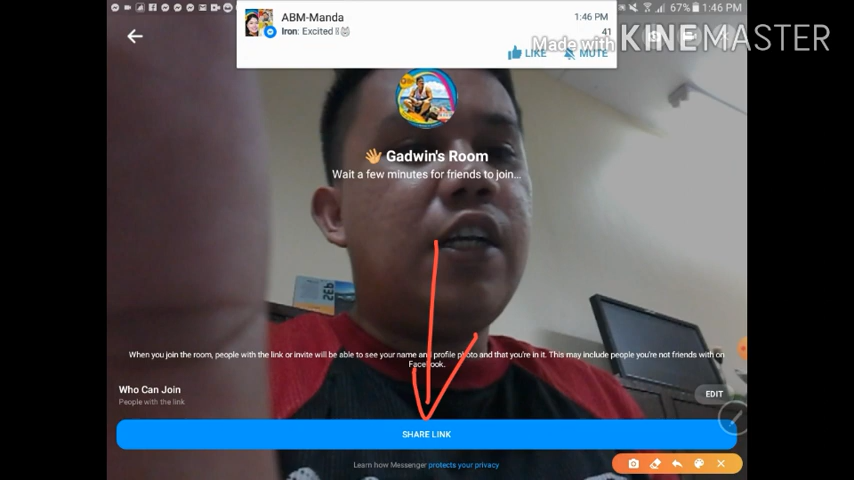 67% 1:46 PM
ABM-Manda
1:46 PM
Iron: Excited
41
LIKE
MUTE
Made with KINEMASTER
👋 Gadwin's Room
Wait a few minutes for friends to join...
SEP
When you join the room, people with the link or invite will be able to see your name and profile photo and that you're in it. This may include people you're not friends with on
Facebook.
Who Can Join
People with the link
EDIT
SHARE LINK
Learn how Messenger protects your privacy